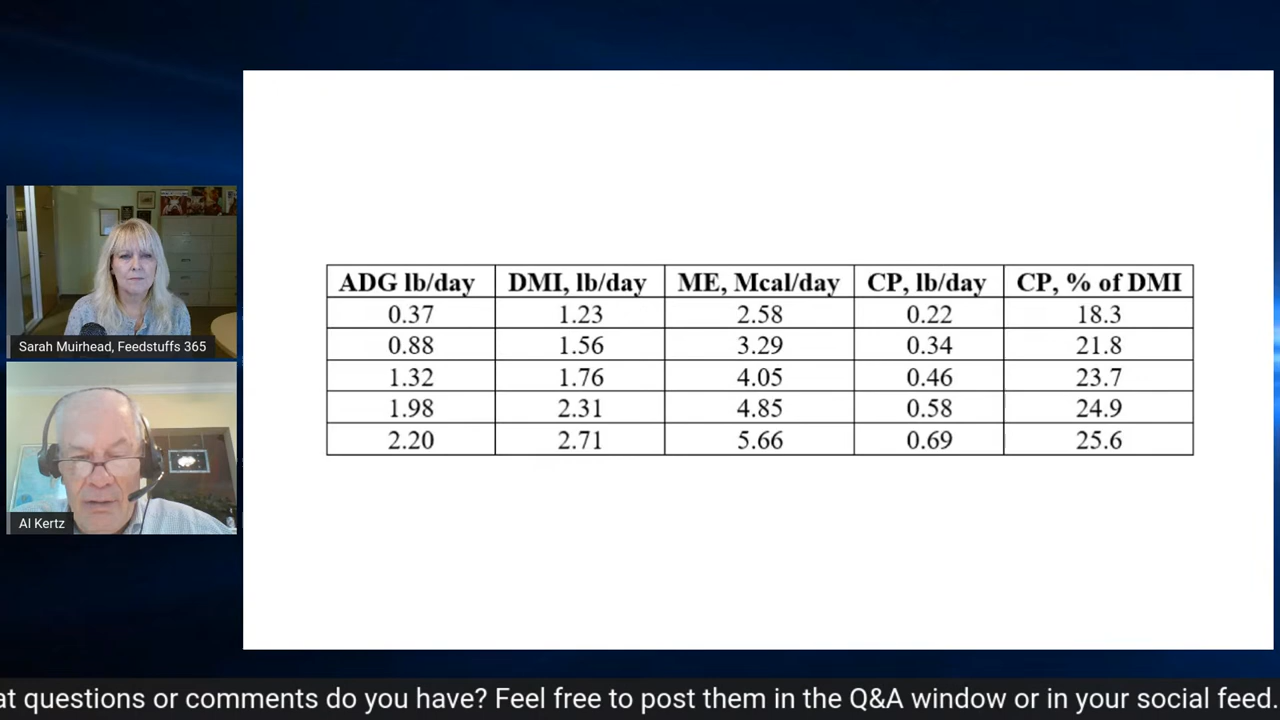 ADG lb/day DMI, lb/day ME, Mcal/day CP, lb/day CP, % of DMI
0.37 1.23 2.58 0.22 18.3
0.88 1.56 3.29 0.34 21.8
1.32 1.76 4.05 0.46 23.7
1.98 2.31 4.85 0.58 24.9
2.20 2.71 5.66 0.69 25.6
Sarah Muirhead, Feedstuffs 365
Al Kertz
at questions or comments do you have? Feel free to post them in the Q&A window or in your social feed.